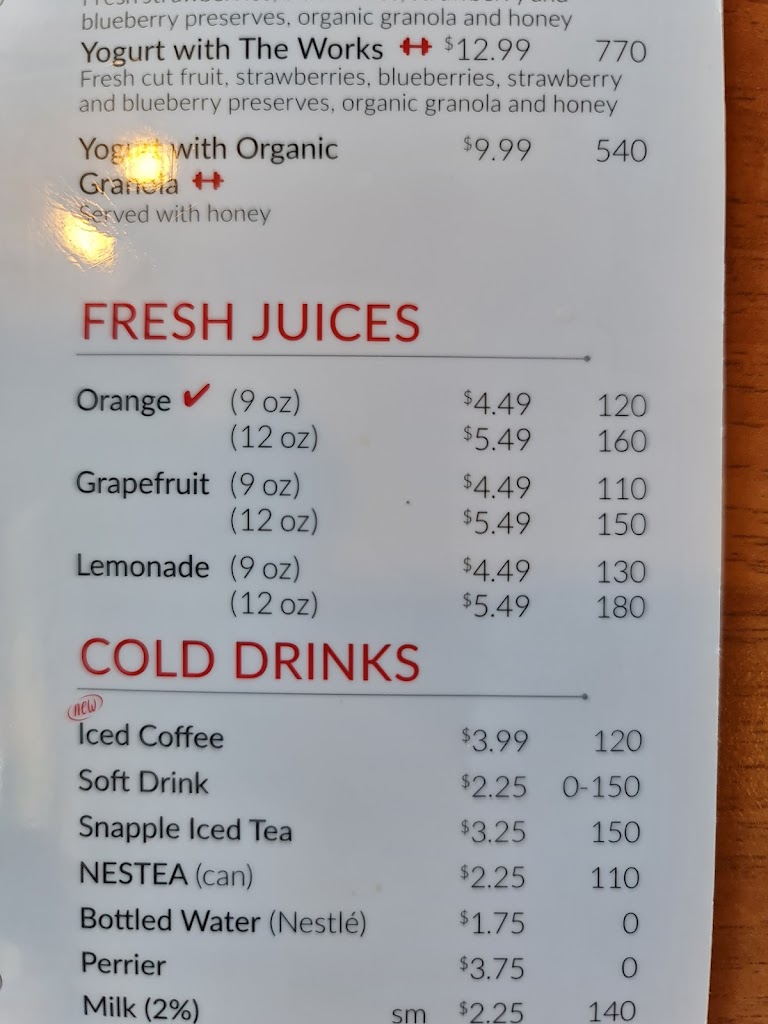 blueberry preserves, organic granola and honey
Yogurt with The Works $12.99 770
Fresh cut fruit, strawberries, blueberries, strawberry
and blueberry preserves, organic granola and honey
Yogurt with Organic $9.99 540
Granola
Served with honey
FRESH JUICES
Orange ✔ (9 oz) $4.49 120
(12 oz) $5.49 160
Grapefruit (9 oz) $4.49 110
(12 oz) $5.49 150
Lemonade (9 oz) $4.49 130
(12 oz) $5.49 180
COLD DRINKS
new
Iced Coffee $3.99 120
Soft Drink $2.25 0-150
Snapple Iced Tea $3.25 150
NESTEA (can) $2.25 110
Bottled Water (Nestlé) $1.75 0
Perrier $3.75 0
Milk (2%) sm $2.25 140